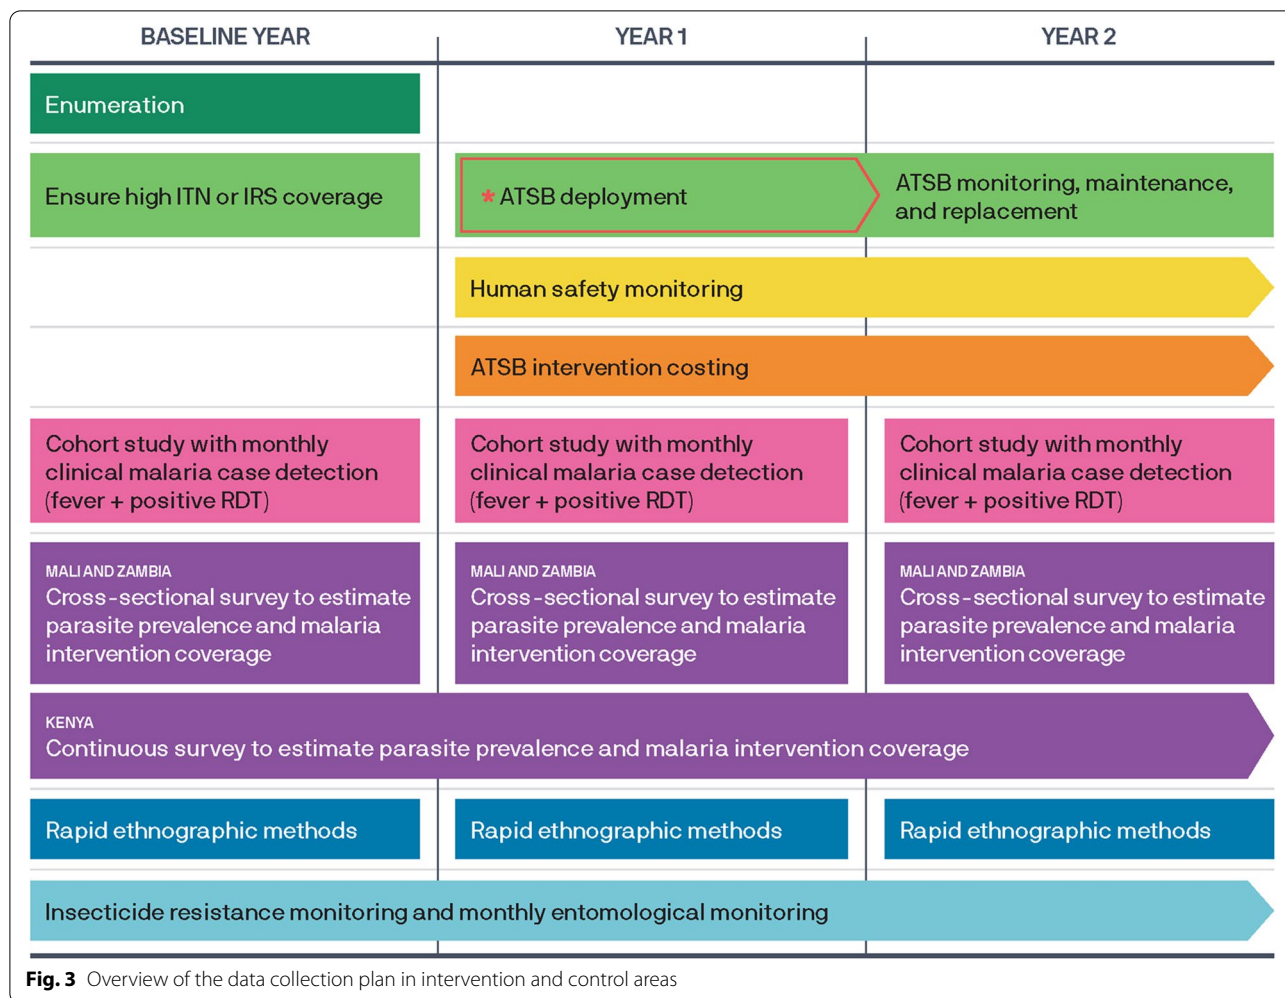 BASELINE YEAR
YEAR 1
YEAR 2
Enumeration
Ensure high ITN or IRS coverage
* ATSB deployment
ATSB monitoring, maintenance,
and replacement
Human safety monitoring
ATSB intervention costing
Cohort study with monthly
clinical malaria case detection
(fever + positive RDT)
Cohort study with monthly
clinical malaria case detection
(fever + positive RDT)
Cohort study with monthly
clinical malaria case detection
(fever + positive RDT)
MALI AND ZAMBIA
Cross-sectional survey to estimate
parasite prevalence and malaria
intervention coverage
MALI AND ZAMBIA
Cross-sectional survey to estimate
parasite prevalence and malaria
intervention coverage
MALI AND ZAMBIA
Cross-sectional survey to estimate
parasite prevalence and malaria
intervention coverage
KENYA
Continuous survey to estimate parasite prevalence and malaria intervention coverage
Rapid ethnographic methods
Rapid ethnographic methods
Rapid ethnographic methods
Insecticide resistance monitoring and monthly entomological monitoring
Fig. 3 Overview of the data collection plan in intervention and control areas